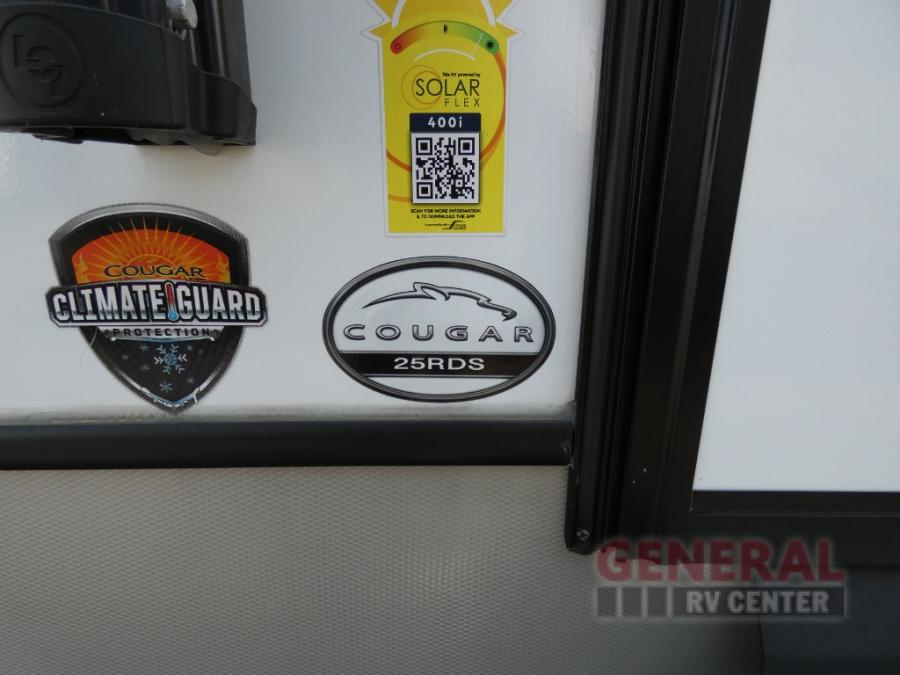 LCI
This RV powered by
SOLAR
FLEX
400i
SCAN FOR MORE INFORMATION
& TO DOWNLOAD THE APP
COUGAR
CLIMATE GUARD
PROTECTION
COUGAR
25RDS
GENERAL
RV CENTER